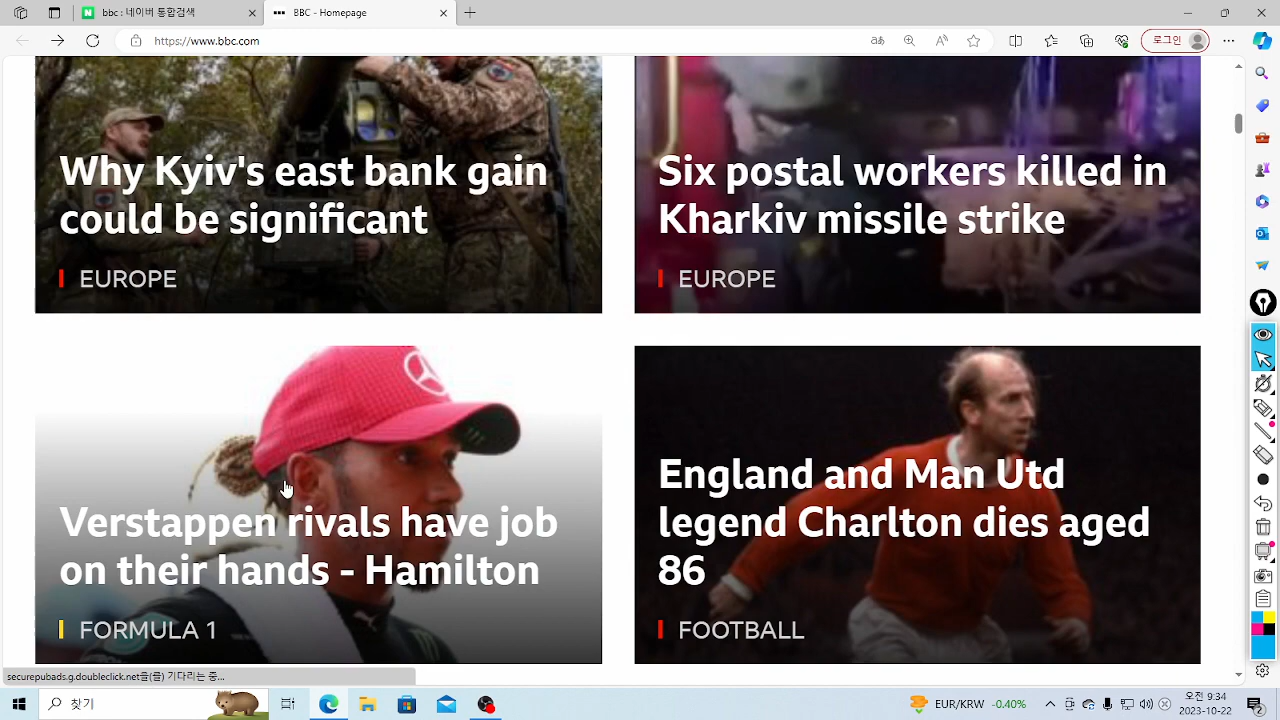 bbc : 네이버 통합검색
BBC - Homepage
https://www.bbc.com
로그인
Why Kyiv's east bank gain
could be significant
EUROPE
Six postal workers killed in
Kharkiv missile strike
EUROPE
Verstappen rivals have job
on their hands - Hamilton
FORMULA 1
England and Man Utd
legend Charlton dies aged
86
FOOTBALL
securepubads.g.doubleclick.net을(를) 기다리는 중...
찾기
EUR/KRW -0.40%
오전 9:34
2023-10-22